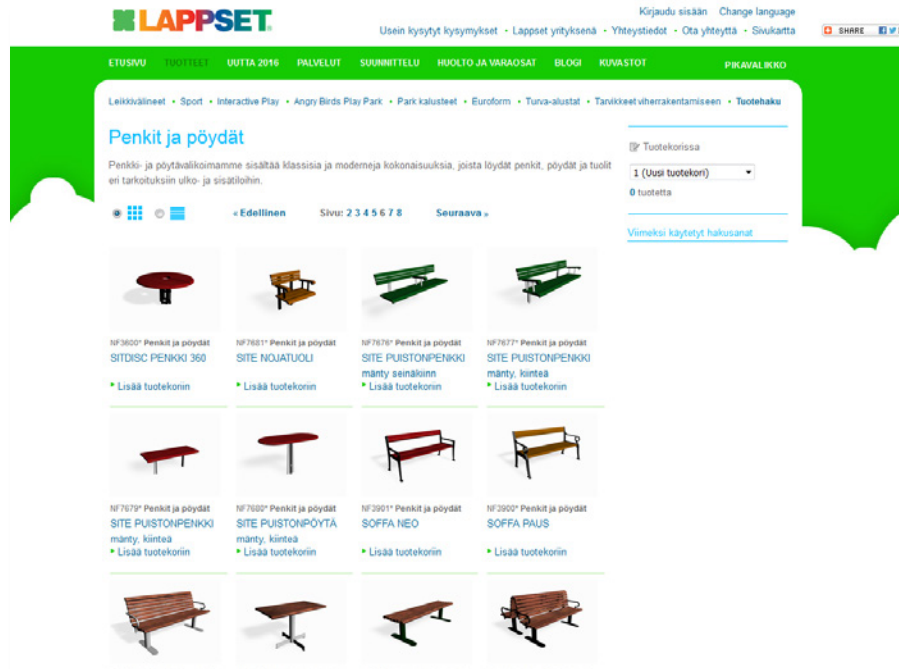 LAPPSET
Kirjaudu sisään Change language
Usein kysytyt kysymykset • Lappset yrityksenä • Yhteystiedot • Ota yhteyttä • Sivukartta
SHARE
ETUSIVU TUOTTEET UUTTA 2016 PALVELUT SUUNNITTELU HUOLTO JA VARAOSAT BLOGI KUVASTOT PIKAVALIKKO
Leikkivälineet • Sport • Interactive Play • Angry Birds Play Park • Park kalusteet • Euroform • Turva-alustat • Tarvikkeet viherrakentamiseen • Tuotehaku
Penkit ja pöydät
Penkki- ja pöytävalikoimamme sisältää klassisia ja moderneja kokonaisuuksia, joista löydät penkit, pöydät ja tuolit
eri tarkoituksiin ulko- ja sisätiloihin.
Tuotekorissa
1 (Uusi tuotekori)
0 tuotetta
Viimeksi käytetyt hakusanat
« Edellinen Sivu: 2 3 4 5 6 7 8 Seuraava »
NF3600* Penkit ja pöydät NF7681* Penkit ja pöydät NF7676* Penkit ja pöydät NF7677* Penkit ja pöydät
SITDISC PENKKI 360 SITE NOJATUOLI SITE PUISTONPENKKI SITE PUISTONPENKKI
mänty seinäkiinn mänty, kiinteä
Lisää tuotekoriin Lisää tuotekoriin Lisää tuotekoriin Lisää tuotekoriin
NF7679* Penkit ja pöydät NF7680* Penkit ja pöydät NF3901* Penkit ja pöydät NF3900* Penkit ja pöydät
SITE PUISTONPENKKI SITE PUISTONPÖYTÄ SOFFA NEO SOFFA PAUS
mänty, kiinteä mänty, kiinteä
Lisää tuotekoriin Lisää tuotekoriin Lisää tuotekoriin Lisää tuotekoriin